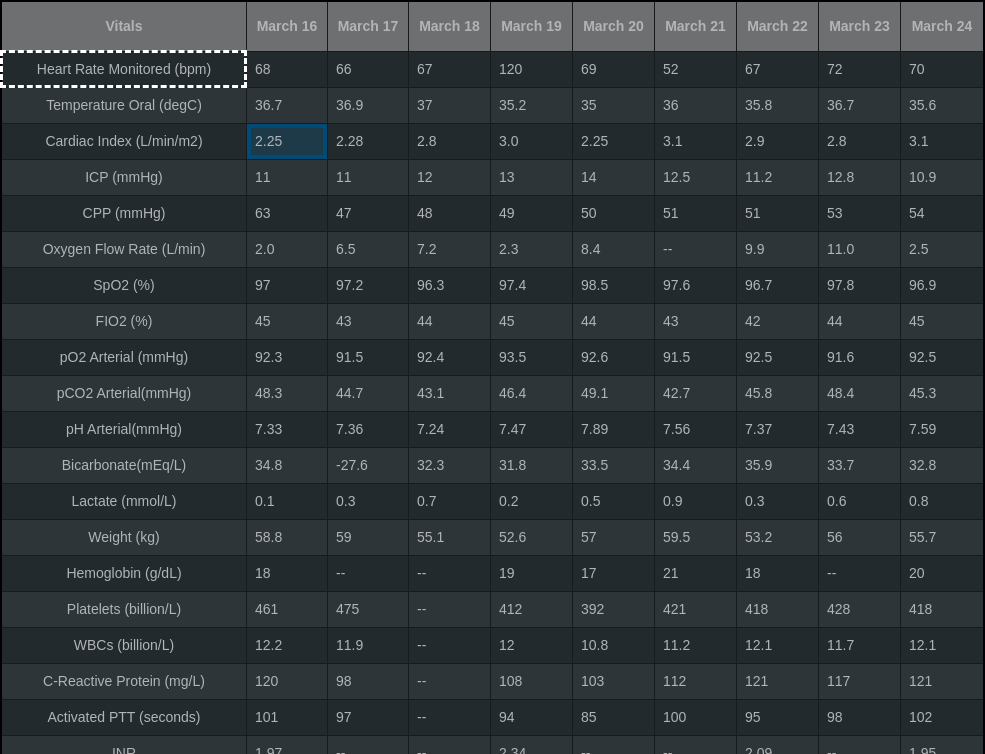 Vitals March 16 March 17 March 18 March 19 March 20 March 21 March 22 March 23 March 24
Heart Rate Monitored (bpm) 68 66 67 120 69 52 67 72 70
Temperature Oral (degC) 36.7 36.9 37 35.2 35 36 35.8 36.7 35.6
Cardiac Index (L/min/m2) 2.25 2.28 2.8 3.0 2.25 3.1 2.9 2.8 3.1
ICP (mmHg) 11 11 12 13 14 12.5 11.2 12.8 10.9
CPP (mmHg) 63 47 48 49 50 51 51 53 54
Oxygen Flow Rate (L/min) 2.0 6.5 7.2 2.3 8.4 -- 9.9 11.0 2.5
SpO2 (%) 97 97.2 96.3 97.4 98.5 97.6 96.7 97.8 96.9
FIO2 (%) 45 43 44 45 44 43 42 44 45
pO2 Arterial (mmHg) 92.3 91.5 92.4 93.5 92.6 91.5 92.5 91.6 92.5
pCO2 Arterial(mmHg) 48.3 44.7 43.1 46.4 49.1 42.7 45.8 48.4 45.3
pH Arterial(mmHg) 7.33 7.36 7.24 7.47 7.89 7.56 7.37 7.43 7.59
Bicarbonate(mEq/L) 34.8 -27.6 32.3 31.8 33.5 34.4 35.9 33.7 32.8
Lactate (mmol/L) 0.1 0.3 0.7 0.2 0.5 0.9 0.3 0.6 0.8
Weight (kg) 58.8 59 55.1 52.6 57 59.5 53.2 56 55.7
Hemoglobin (g/dL) 18 -- -- 19 17 21 18 -- 20
Platelets (billion/L) 461 475 -- 412 392 421 418 428 418
WBCs (billion/L) 12.2 11.9 -- 12 10.8 11.2 12.1 11.7 12.1
C-Reactive Protein (mg/L) 120 98 -- 108 103 112 121 117 121
Activated PTT (seconds) 101 97 -- 94 85 100 95 98 102
INR 1.97 -- -- 2.34 -- -- 2.09 -- 1.95